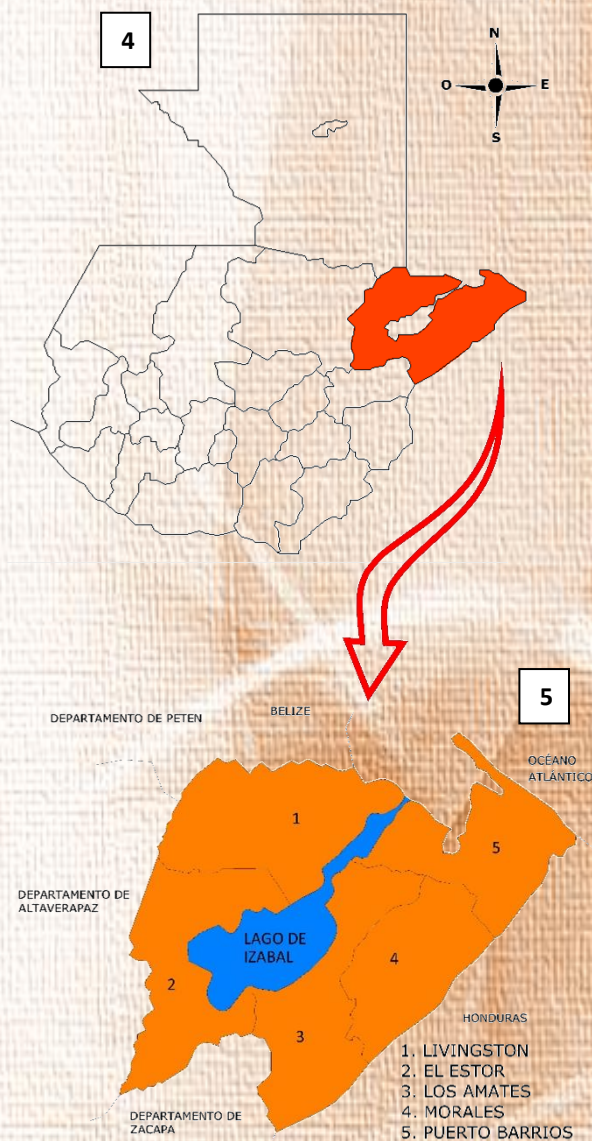 4
N
O
E
S
5
DEPARTAMENTO DE PETEN
BELIZE
OCÉANO
ATLÁNTICO
1
5
DEPARTAMENTO DE
ALTAVERAPAZ
LAGO DE
IZABAL
4
2
3
HONDURAS
1. LIVINGSTON
2. EL ESTOR
3. LOS AMATES
4. MORALES
5. PUERTO BARRIOS
DEPARTAMENTO DE
ZACAPA